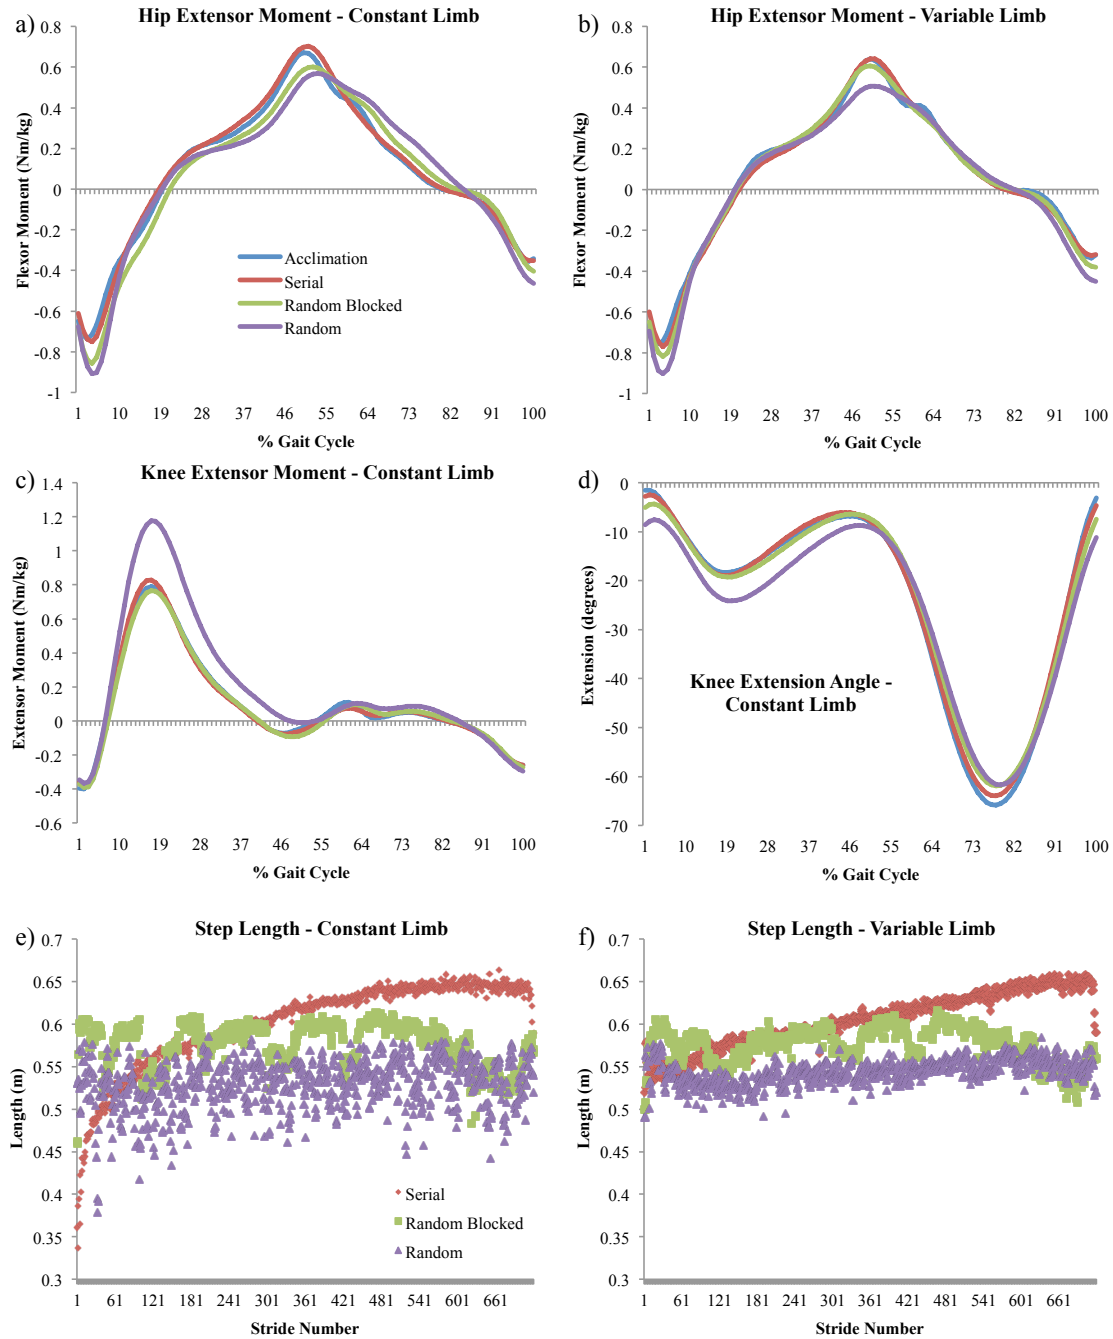 a) Hip Extensor Moment - Constant Limb
0.8
0.6
0.4
0.2
0
-0.2
-0.4
-0.6
-0.8
-1
Flexor Moment (Nm/kg)
Acclimation
Serial
Random Blocked
Random
1 10 19 28 37 46 55 64 73 82 91 100
% Gait Cycle
b) Hip Extensor Moment - Variable Limb
0.8
0.6
0.4
0.2
0
-0.2
-0.4
-0.6
-0.8
-1
Flexor Moment (Nm/kg)
1 10 19 28 37 46 55 64 73 82 91 100
% Gait Cycle
c) Knee Extensor Moment - Constant Limb
1.4
1.2
1
0.8
0.6
0.4
0.2
0
-0.2
-0.4
-0.6
Extensor Moment (Nm/kg)
1 10 19 28 37 46 55 64 73 82 91 100
% Gait Cycle
d)
0
-10
-20
-30
-40
-50
-60
-70
Extension (degrees)
Knee Extension Angle -
Constant Limb
1 10 19 28 37 46 55 64 73 82 91 100
% Gait Cycle
e) Step Length - Constant Limb
0.7
0.65
0.6
0.55
0.5
0.45
0.4
0.35
0.3
Length (m)
Serial
Random Blocked
Random
1 61 121 181 241 301 361 421 481 541 601 661
Stride Number
f) Step Length - Variable Limb
0.7
0.65
0.6
0.55
0.5
0.45
0.4
0.35
0.3
Length (m)
1 61 121 181 241 301 361 421 481 541 601 661
Stride Number